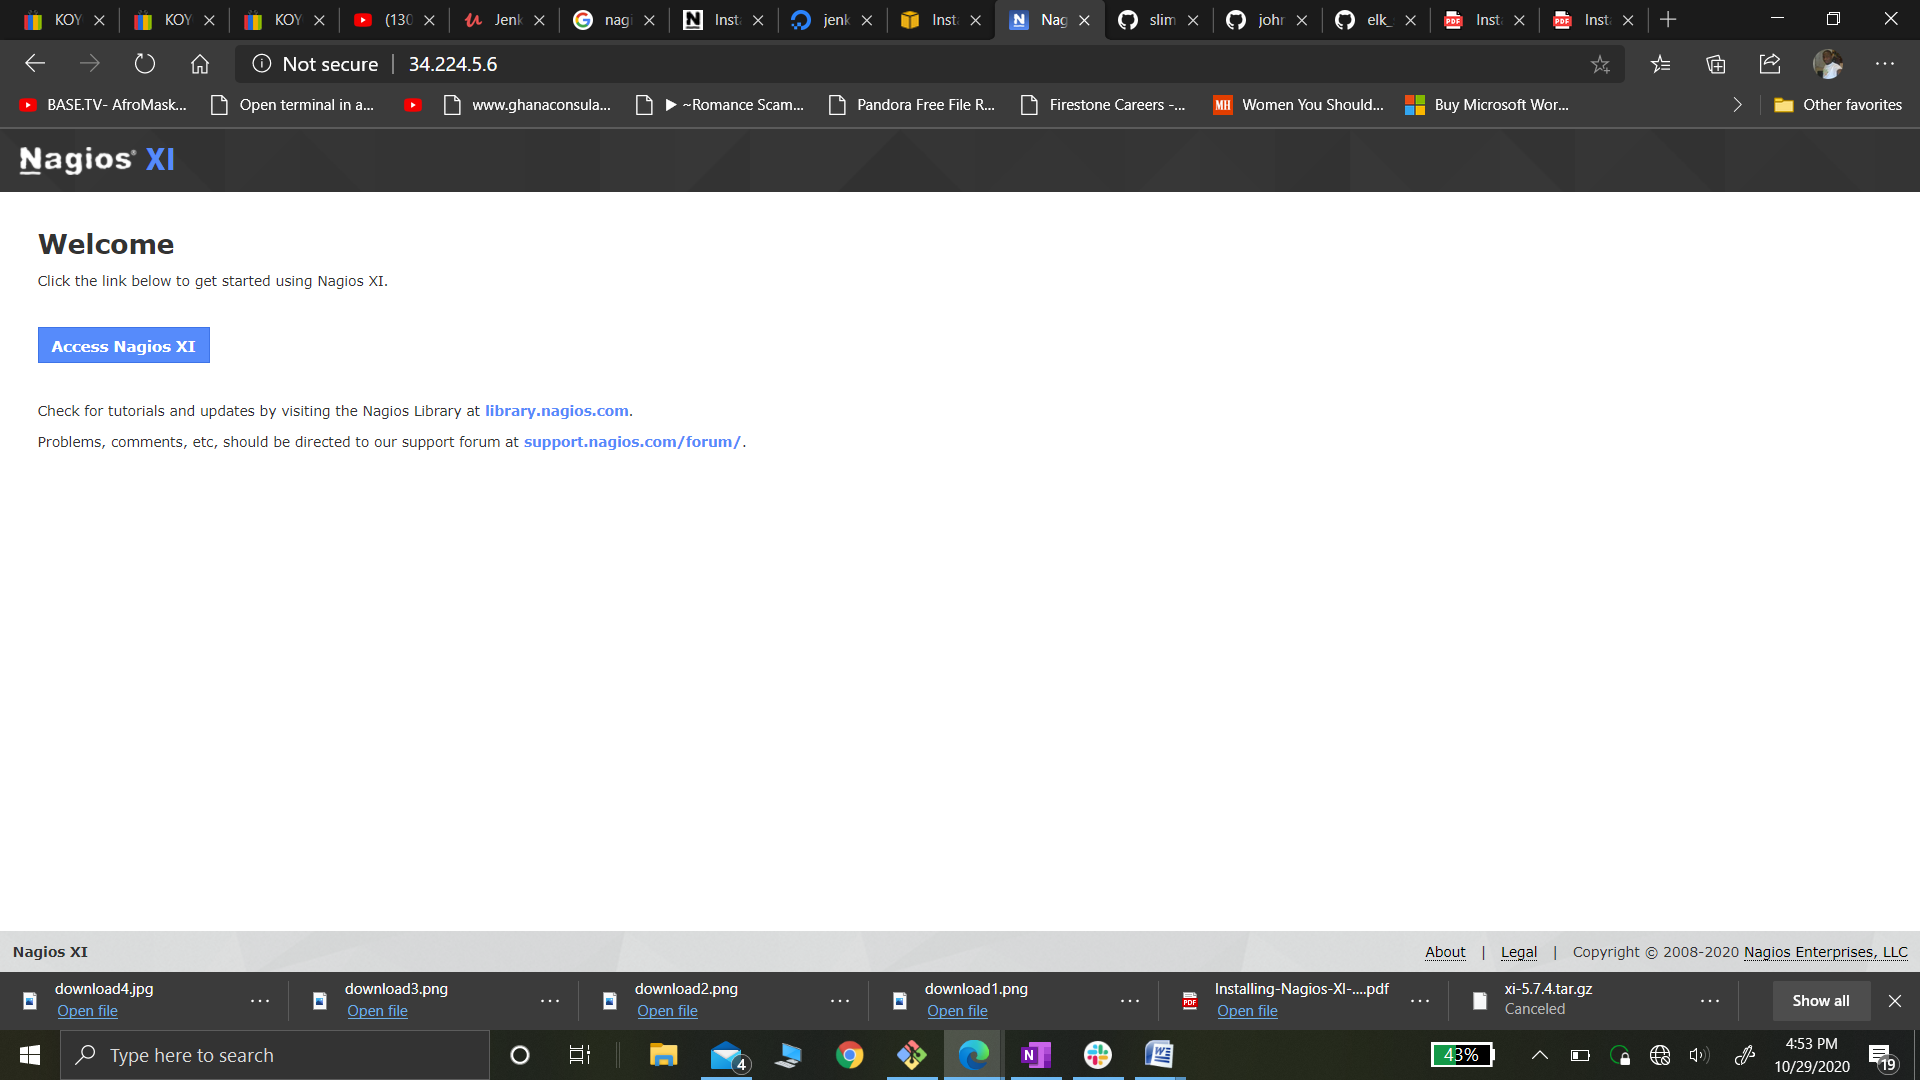 KOY
KOY
KOY
(130
Jenk
nagi
Inst
jenk
Inst
Nag
slim
john
elk_
Inst
Inst
Not secure
34.224.5.6
BASE.TV- AfroMask...
Open terminal in a...
www.ghanaconsula...
▶ ~Romance Scam...
Pandora Free File R...
Firestone Careers -...
MH
Women You Should...
Buy Microsoft Wor...
Other favorites
Nagios® XI
Welcome
Click the link below to get started using Nagios XI.
Access Nagios XI
Check for tutorials and updates by visiting the Nagios Library at library.nagios.com.
Problems, comments, etc, should be directed to our support forum at support.nagios.com/forum/.
Nagios XI
About | Legal | Copyright © 2008-2020 Nagios Enterprises, LLC
download4.jpg
Open file
download3.png
Open file
download2.png
Open file
download1.png
Open file
Installing-Nagios-XI-....pdf
Open file
xi-5.7.4.tar.gz
Canceled
Show all
Type here to search
4
43%
4:53 PM
10/29/2020
19